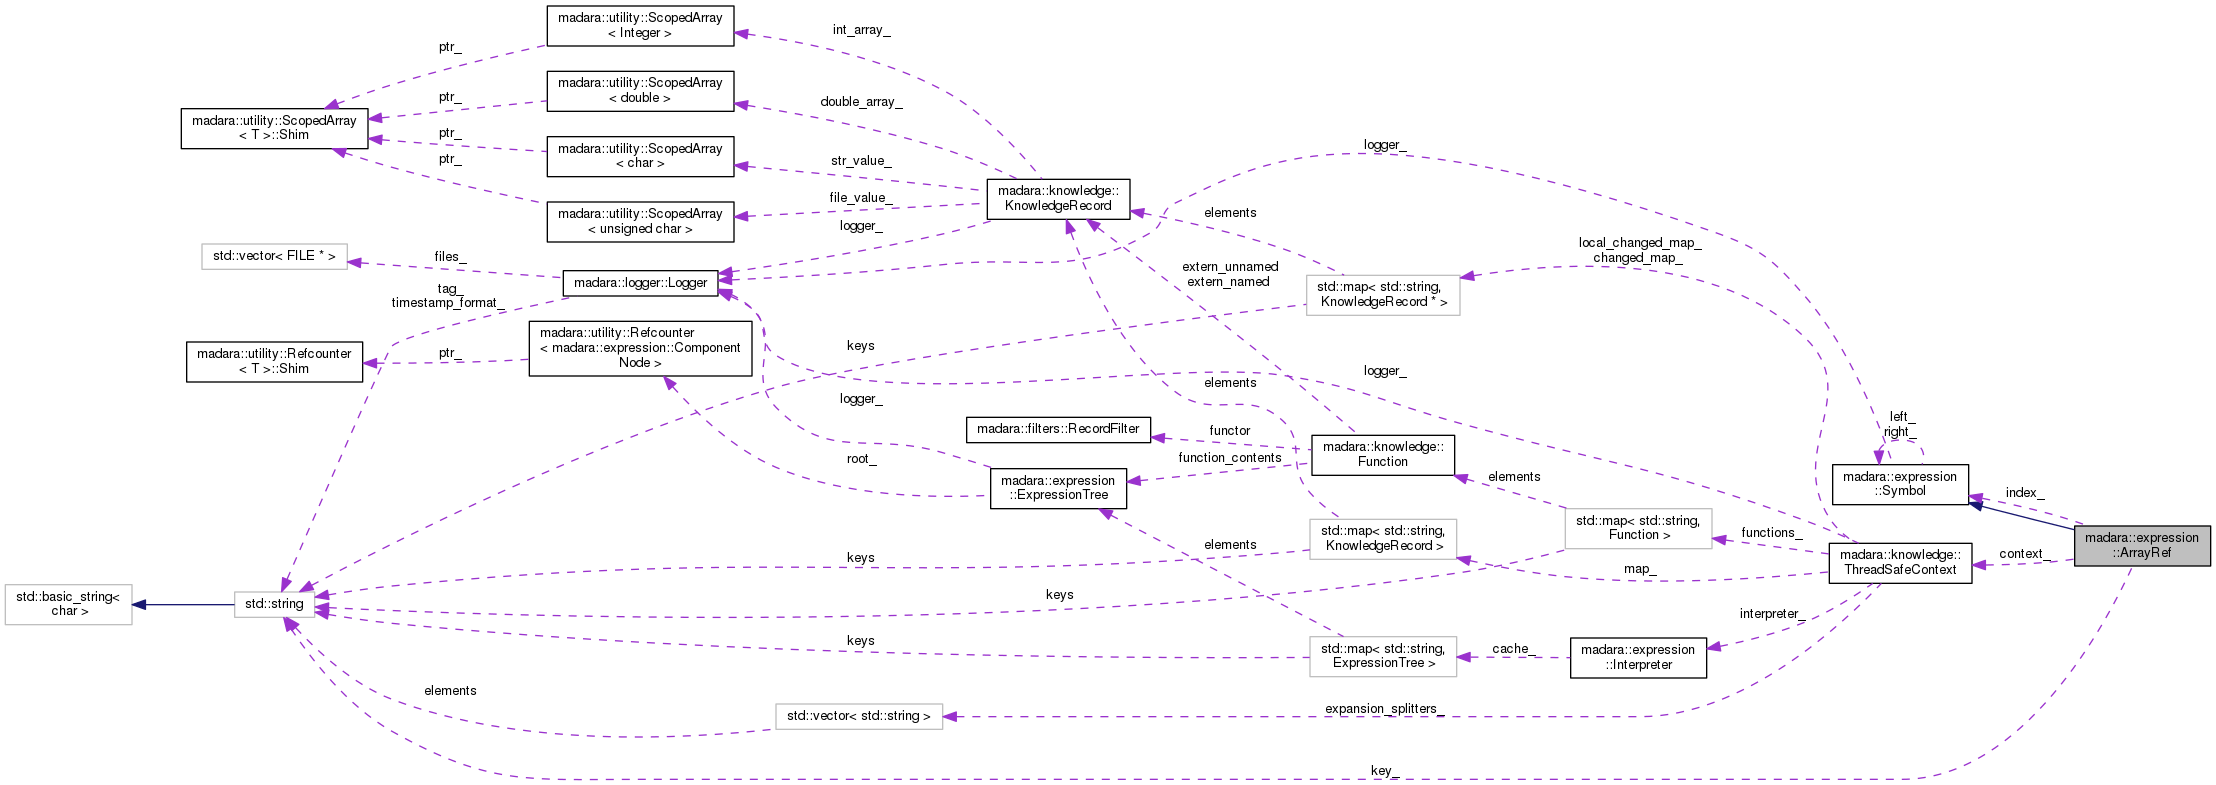 madara::utility::ScopedArray
< Integer >
int_array_
ptr_
madara::utility::ScopedArray
< double >
ptr_
double_array_
madara::utility::ScopedArray
< T >::Shim
ptr_
madara::utility::ScopedArray
< char >
str_value_
logger_
ptr_
madara::knowledge::
KnowledgeRecord
madara::utility::ScopedArray
< unsigned char >
file_value_
elements
logger_
std::vector< FILE * >
files_
local_changed_map_
changed_map_
madara::logger::Logger
extern_unnamed
extern_named
std::map< std::string,
KnowledgeRecord * >
tag_
timestamp_format_
madara::utility::Refcounter
< madara::expression::Component
Node >
madara::utility::Refcounter
< T >::Shim
ptr_
keys
logger_
elements
logger_
left_
right_
madara::filters::RecordFilter
functor
madara::knowledge::
Function
root_
function_contents
madara::expression
::ExpressionTree
elements
madara::expression
::Symbol
index_
std::map< std::string,
KnowledgeRecord >
std::map< std::string,
Function >
functions_
madara::expression
::ArrayRef
elements
keys
map_
madara::knowledge::
ThreadSafeContext
context_
std::basic_string<
char >
std::string
keys
interpreter_
keys
std::map< std::string,
ExpressionTree >
cache_
madara::expression
::Interpreter
elements
std::vector< std::string >
expansion_splitters_
key_